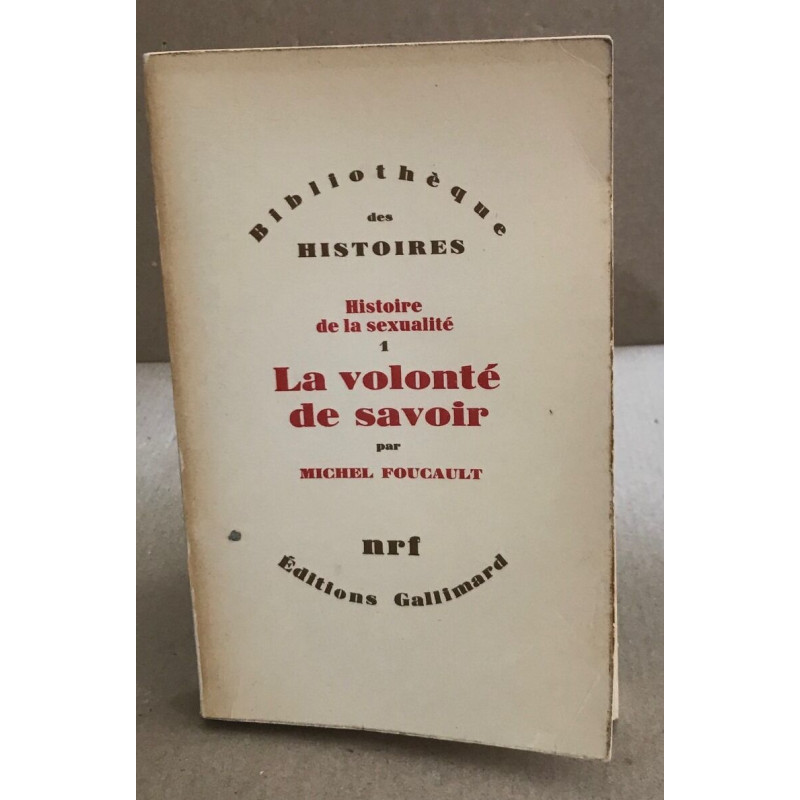 Bibliothèque
des
HISTOIRES
Histoire
de la sexualité
1
La volonté
de savoir
par
MICHEL FOUCAULT
nrf
Éditions Gallimard